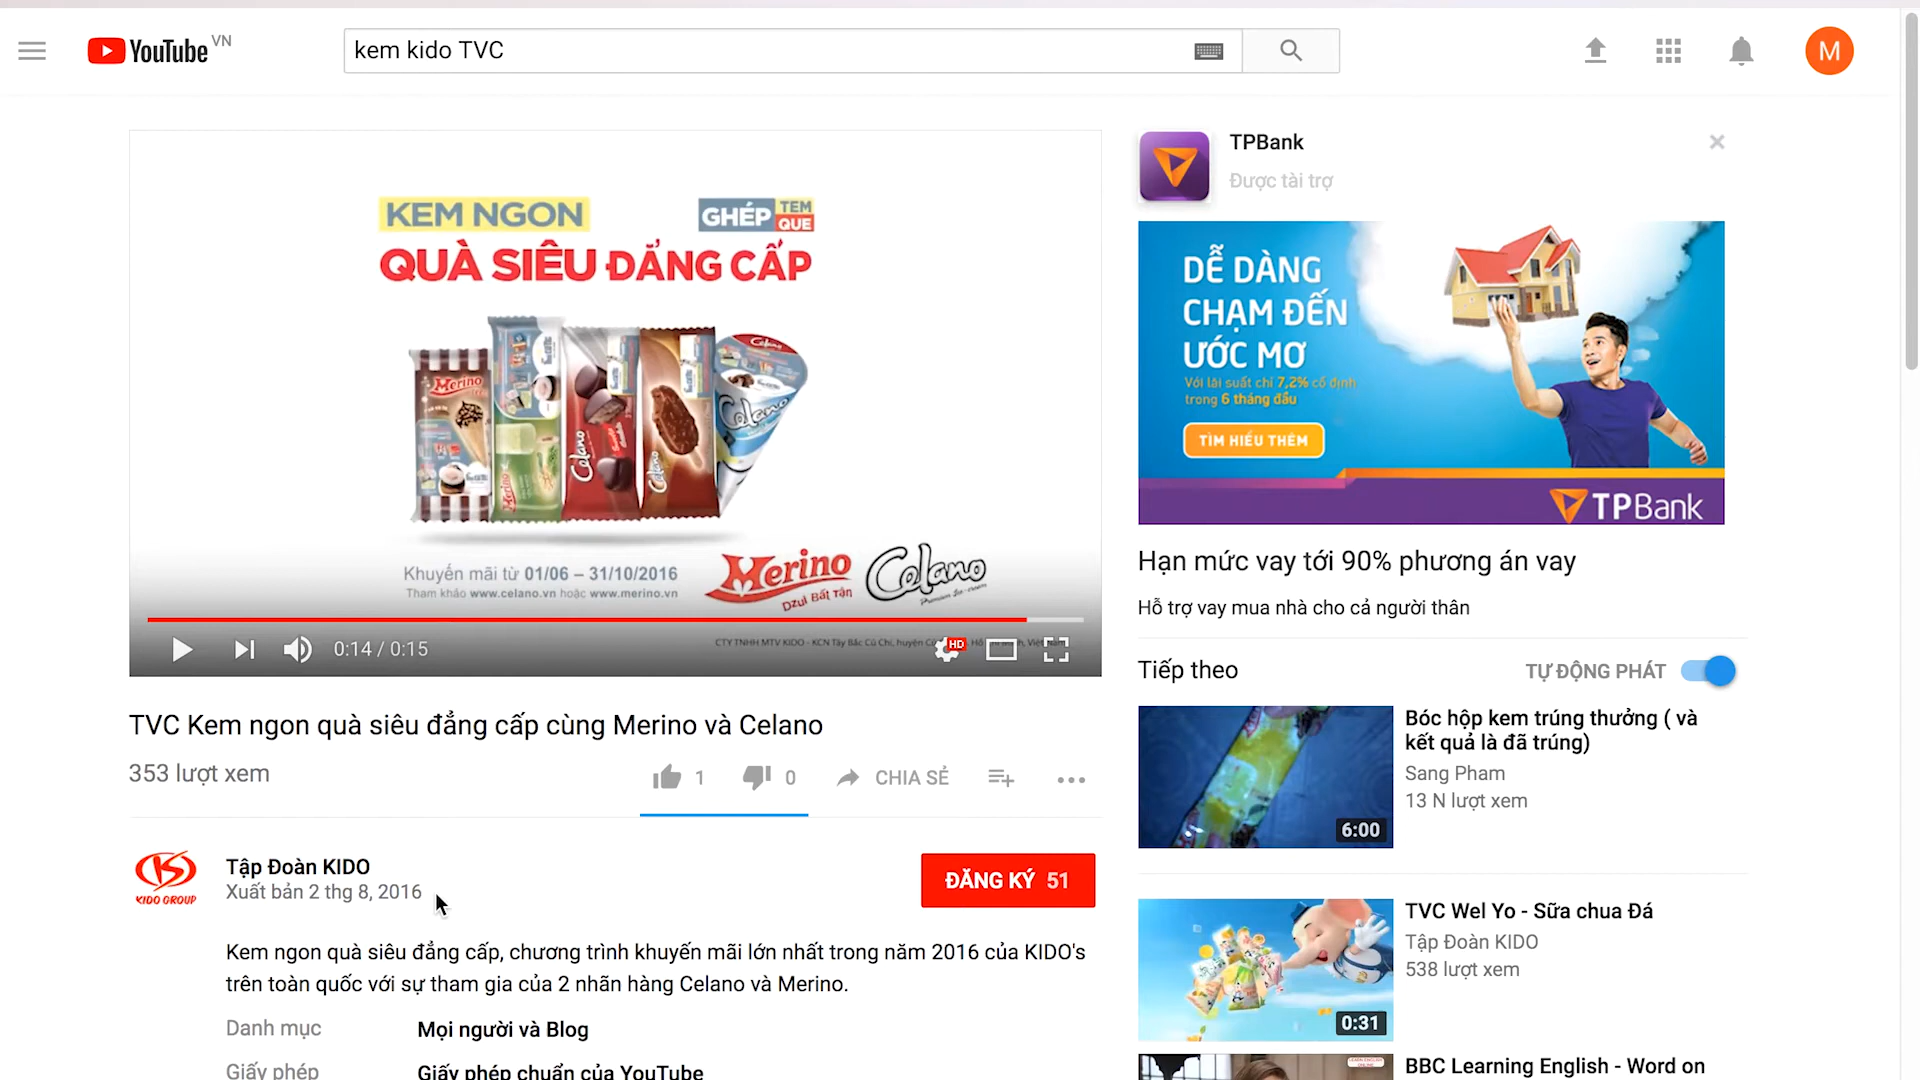 YouTube VN
kem kido TVC
M
KEM NGON
GHÉP TEM QUE
QUÀ SIÊU ĐẲNG CẤP
Merino
Merino
Celano
Celano
Celano
Celano
Khuyến mãi từ 01/06 – 31/10/2016
Tham khảo www.celano.vn hoặc www.merino.vn
Merino
DZUI BẤT TẬN
Celano
Premium Ice-cream
CTY TNHH MTV KIDO - KCN Tây Bắc Củ Chi, huyện
0:14 / 0:15
HD
TVC Kem ngon quà siêu đẳng cấp cùng Merino và Celano
353 lượt xem
1
0
CHIA SẺ
KIDO GROUP
Tập Đoàn KIDO
Xuất bản 2 thg 8, 2016
ĐĂNG KÝ 51
Kem ngon quà siêu đẳng cấp, chương trình khuyến mãi lớn nhất trong năm 2016 của KIDO's
trên toàn quốc với sự tham gia của 2 nhãn hàng Celano và Merino.
Danh mục
Mọi người và Blog
Giấy phép
Giấy phép chuẩn của YouTube
TPBank
Được tài trợ
DỄ DÀNG
CHẠM ĐẾN
ƯỚC MƠ
Với lãi suất chỉ 7,2% cố định
trong 6 tháng đầu
TÌM HIỂU THÊM
TPBank
Hạn mức vay tới 90% phương án vay
Hỗ trợ vay mua nhà cho cả người thân
Tiếp theo
TỰ ĐỘNG PHÁT
6:00
Bóc hộp kem trúng thưởng ( và
kết quả là đã trúng)
Sang Pham
13 N lượt xem
0:31
TVC Wel Yo - Sữa chua Đá
Tập Đoàn KIDO
538 lượt xem
BBC Learning English - Word on